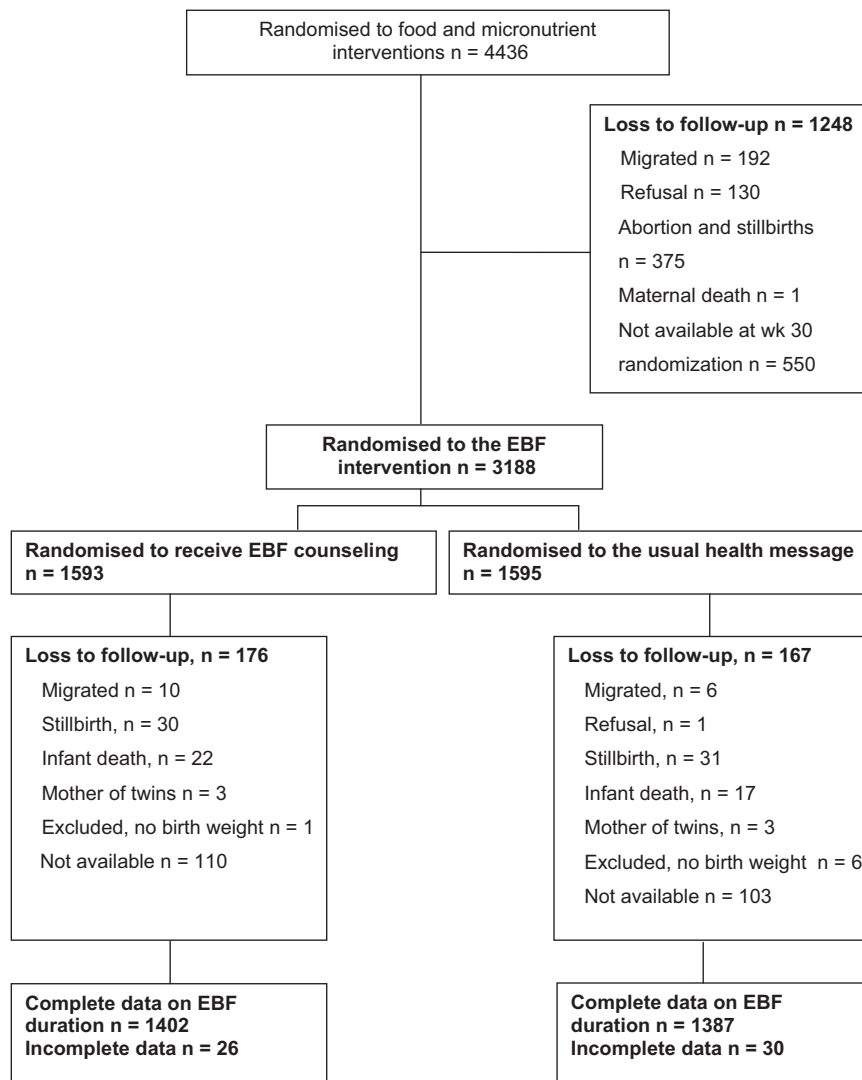 Randomised to food and micronutrient
interventions n = 4436
Loss to follow-up n = 1248
Migrated n = 192
Refusal n = 130
Abortion and stillbirths
n = 375
Maternal death n = 1
Not available at wk 30
randomization n = 550
Randomised to the EBF
intervention n = 3188
Randomised to receive EBF counseling
n = 1593
Randomised to the usual health message
n = 1595
Loss to follow-up, n = 176
Migrated n = 10
Stillbirth, n = 30
Infant death, n = 22
Mother of twins n = 3
Excluded, no birth weight n = 1
Not available n = 110
Loss to follow-up, n = 167
Migrated, n = 6
Refusal, n = 1
Stillbirth, n = 31
Infant death, n = 17
Mother of twins, n = 3
Excluded, no birth weight n = 6
Not available n = 103
Complete data on EBF
duration n = 1402
Incomplete data n = 26
Complete data on EBF
duration n = 1387
Incomplete data n = 30